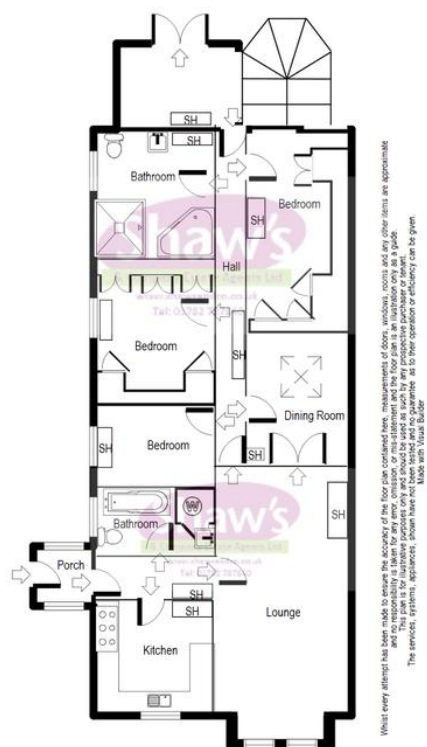 SH
SH
Bathroom
Bedroom
SH
Shaw's
& Company Estate Agents Ltd
Hall
Bedroom
SH
Dining Room
Bedroom
SH
SH
W
Shaw's
Bathroom
SH
Porch
SH
SH
Lounge
Kitchen
Whilst every attempt has been made to ensure the accuracy of the floor plan contained here, measurements of doors, windows, rooms and any other items are approximate
and no responsibility is taken for any error, omission, or mis-statement and the floor plan is an illustration only as a guide.
This plan is for illustrative purposes only and should be used as such by any prospective purchaser or tenant.
The services, systems, appliances, shown have not been tested and no guarantee as to their operation or efficiency can be given.
Made with Visual Builder